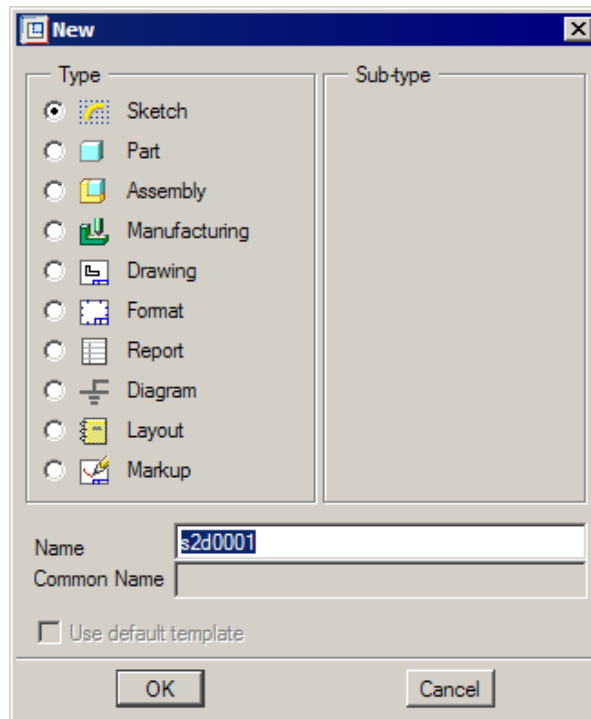 New
Type
Sub-type
Sketch
Part
Assembly
Manufacturing
Drawing
Format
Report
Diagram
Layout
Markup
Name
s2d0001
Common Name
Use default template
OK
Cancel